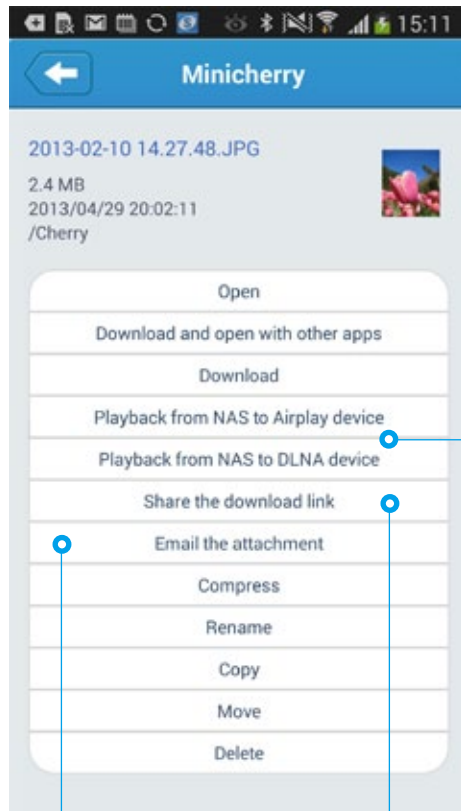 15:11
Minicherry
2013-02-10 14.27.48.JPG
2.4 MB
2013/04/29 20:02:11
/Cherry
Open
Download and open with other apps
Download
Playback from NAS to Airplay device
Playback from NAS to DLNA device
Share the download link
Email the attachment
Compress
Rename
Copy
Move
Delete